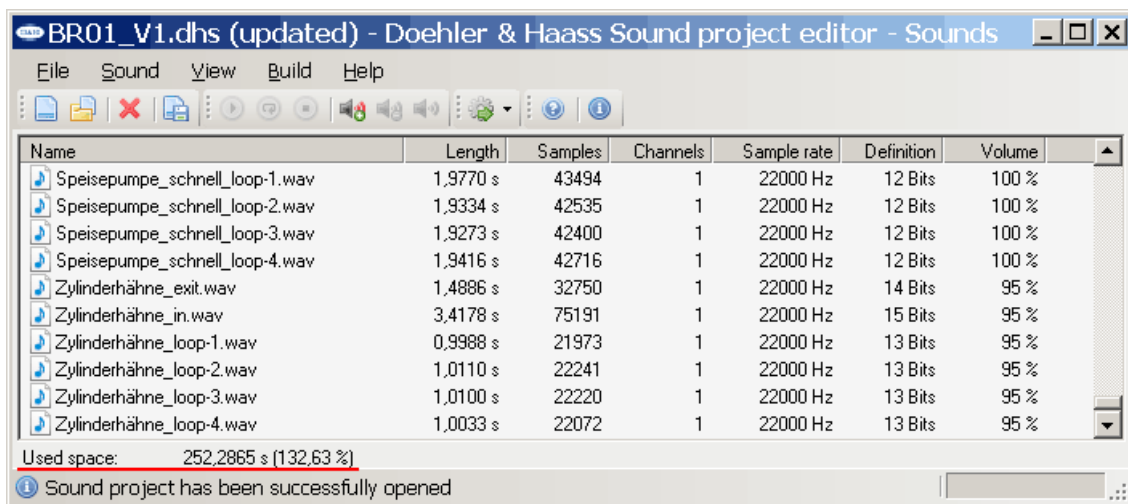 BR01_V1.dhs (updated) - Doehler & Haass Sound project editor - Sounds
File Sound View Build Help
Name Length Samples Channels Sample rate Definition Volume
Speisepumpe_schnell_loop-1.wav 1,9770 s 43494 1 22000 Hz 12 Bits 100 %
Speisepumpe_schnell_loop-2.wav 1,9334 s 42535 1 22000 Hz 12 Bits 100 %
Speisepumpe_schnell_loop-3.wav 1,9273 s 42400 1 22000 Hz 12 Bits 100 %
Speisepumpe_schnell_loop-4.wav 1,9416 s 42716 1 22000 Hz 12 Bits 100 %
Zylinderhähne_exit.wav 1,4886 s 32750 1 22000 Hz 14 Bits 95 %
Zylinderhähne_in.wav 3,4178 s 75191 1 22000 Hz 15 Bits 95 %
Zylinderhähne_loop-1.wav 0,9988 s 21973 1 22000 Hz 13 Bits 95 %
Zylinderhähne_loop-2.wav 1,0110 s 22241 1 22000 Hz 13 Bits 95 %
Zylinderhähne_loop-3.wav 1,0100 s 22220 1 22000 Hz 13 Bits 95 %
Zylinderhähne_loop-4.wav 1,0033 s 22072 1 22000 Hz 13 Bits 95 %
Used space: 252,2865 s (132,63 %)
Sound project has been successfully opened